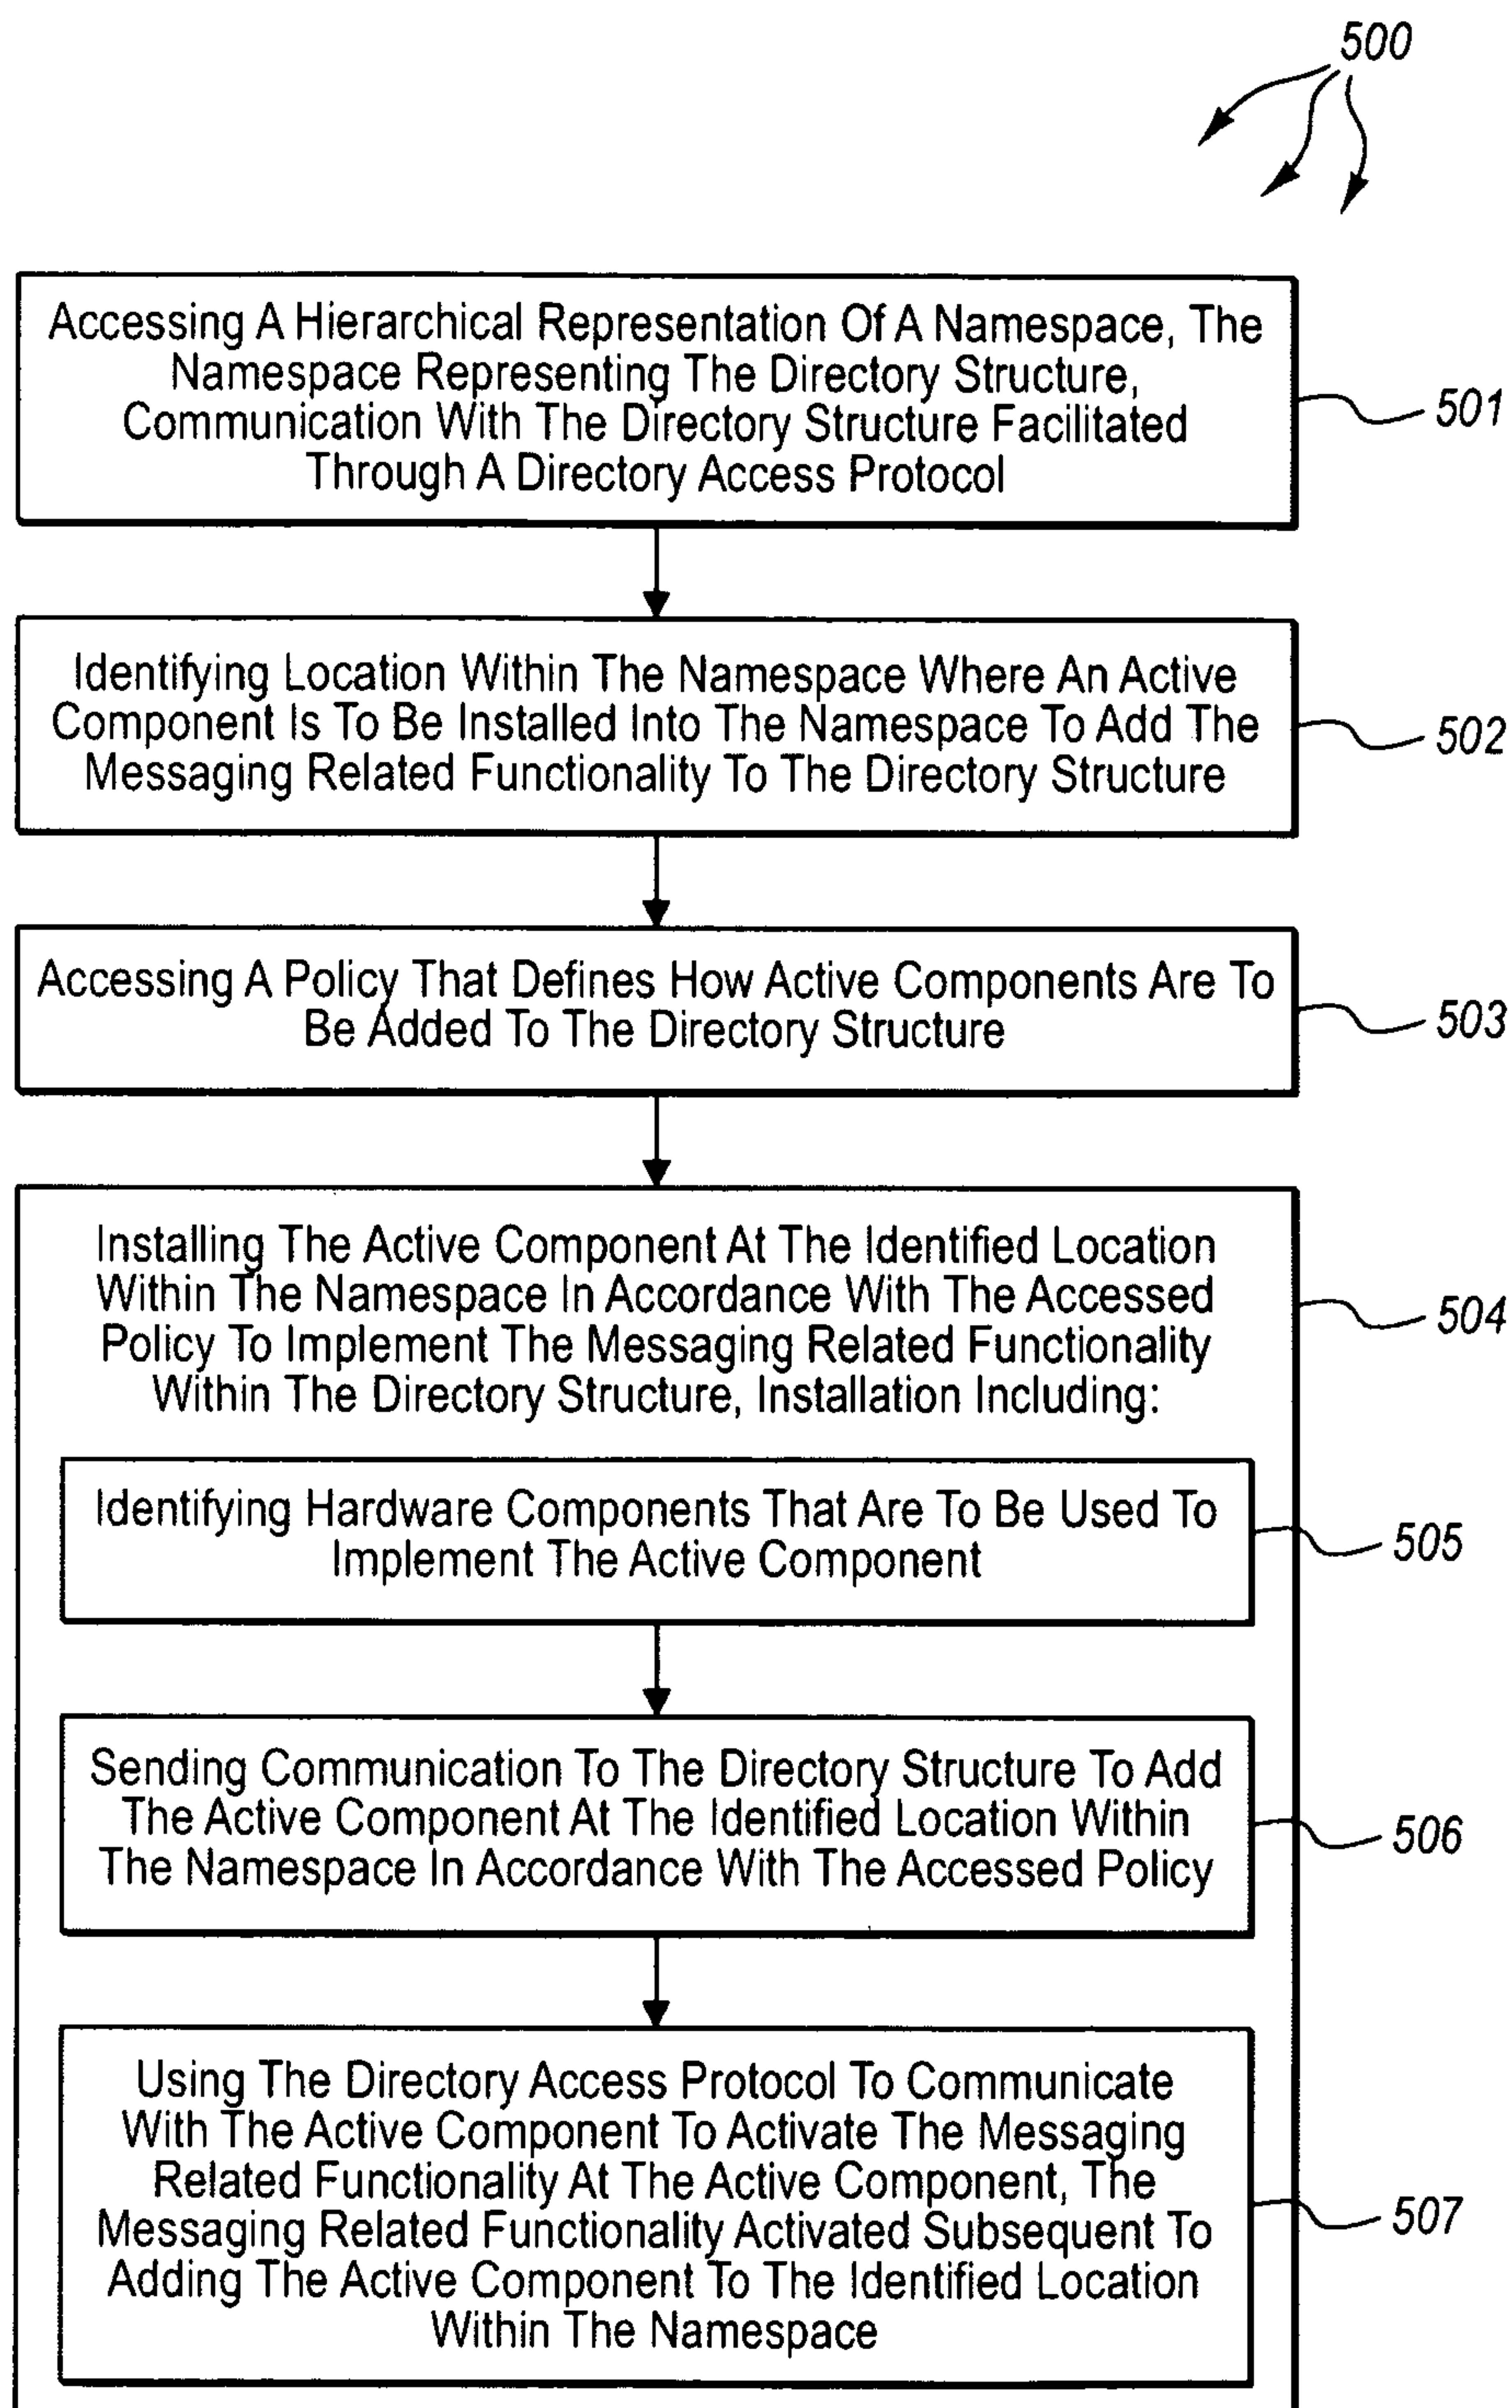 500
Accessing A Hierarchical Representation Of A Namespace, The
Namespace Representing The Directory Structure,
Communication With The Directory Structure Facilitated
Through A Directory Access Protocol
501
Identifying Location Within The Namespace Where An Active
Component Is To Be Installed Into The Namespace To Add The
Messaging Related Functionality To The Directory Structure
502
Accessing A Policy That Defines How Active Components Are To
Be Added To The Directory Structure
503
Installing The Active Component At The Identified Location
Within The Namespace In Accordance With The Accessed
Policy To Implement The Messaging Related Functionality
Within The Directory Structure, Installation Including:
504
Identifying Hardware Components That Are To Be Used To
Implement The Active Component
505
Sending Communication To The Directory Structure To Add
The Active Component At The Identified Location Within
The Namespace In Accordance With The Accessed Policy
506
Using The Directory Access Protocol To Communicate
With The Active Component To Activate The Messaging
Related Functionality At The Active Component, The
Messaging Related Functionality Activated Subsequent To
Adding The Active Component To The Identified Location
Within The Namespace
507